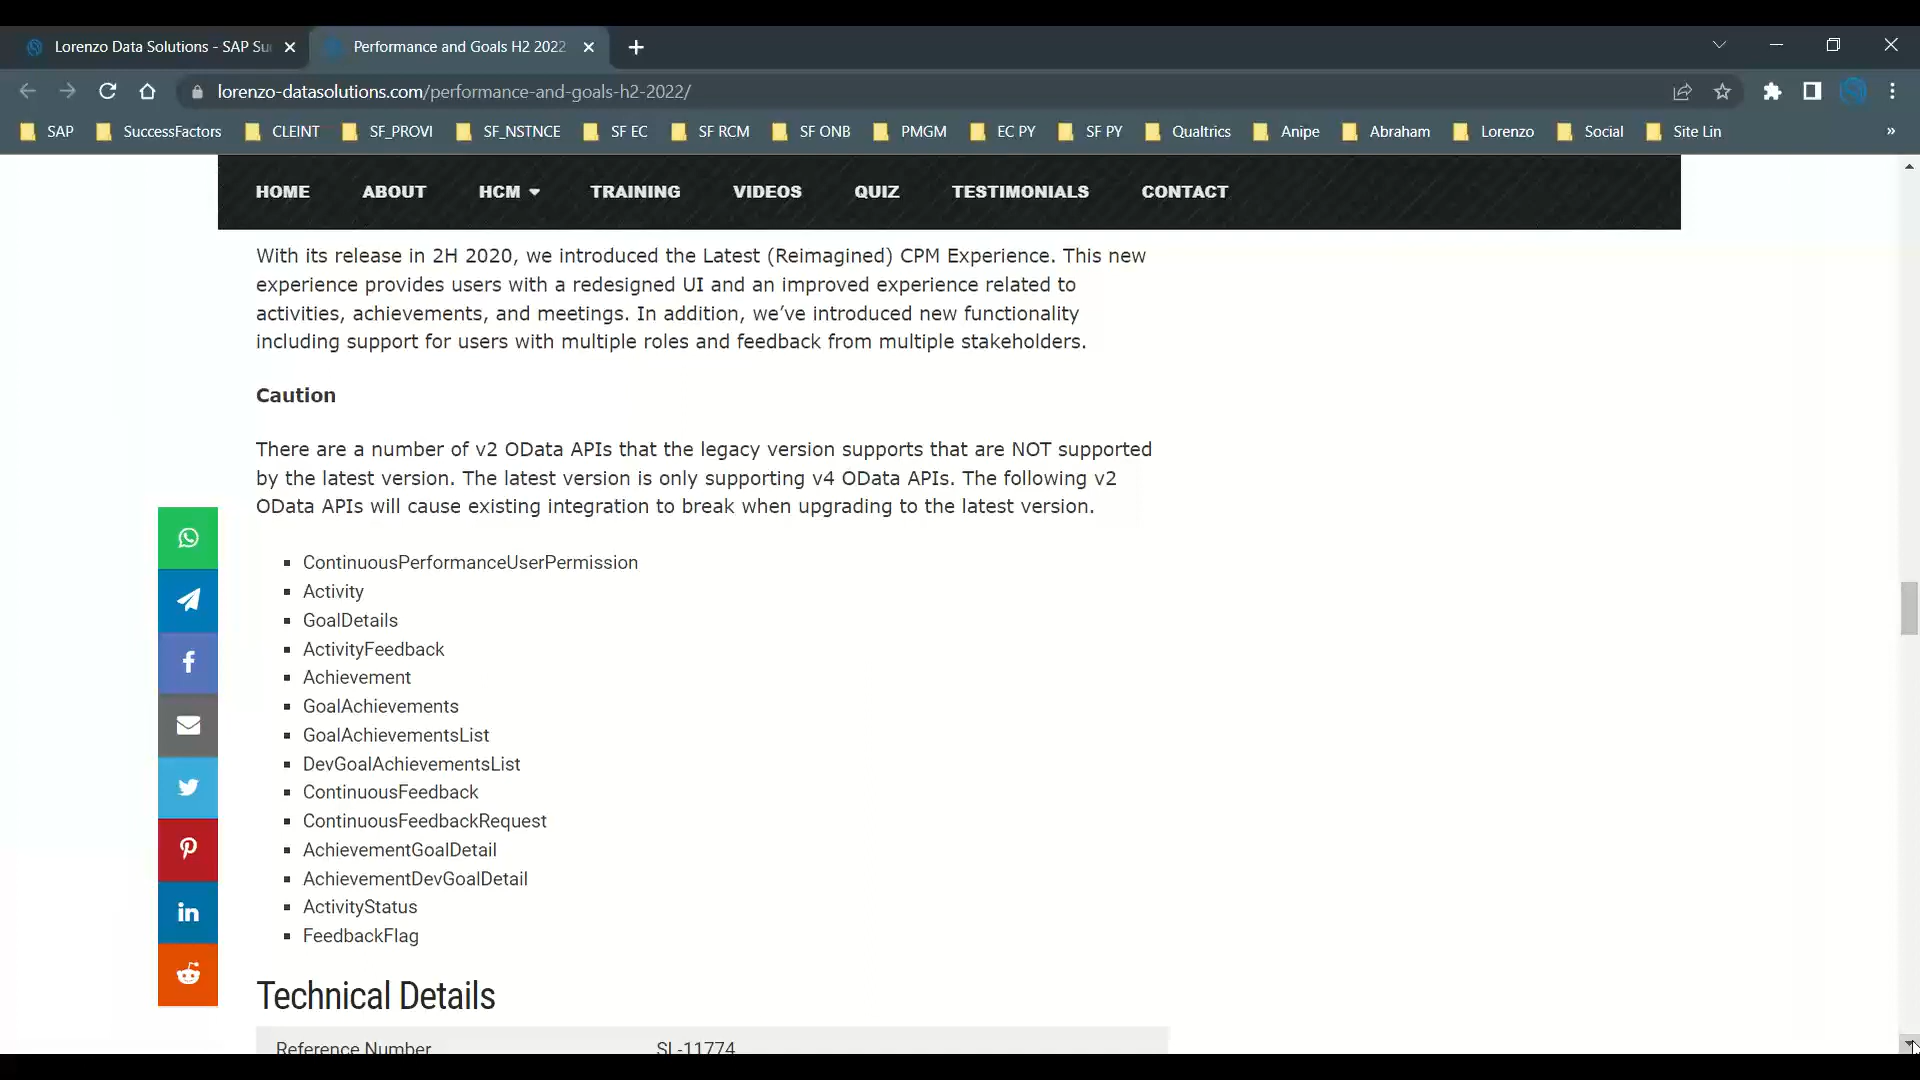 Lorenzo Data Solutions - SAP Su
Performance and Goals H2 2022
lorenzo-datasolutions.com/performance-and-goals-h2-2022/
SAP SuccessFactors CLEINT SF_PROVI SF_NSTNCE SF EC SF RCM SF ONB PMGM EC PY SF PY Qualtrics Anipe Abraham Lorenzo Social Site Lin »
HOME ABOUT HCM TRAINING VIDEOS QUIZ TESTIMONIALS CONTACT
With its release in 2H 2020, we introduced the Latest (Reimagined) CPM Experience. This new
experience provides users with a redesigned UI and an improved experience related to
activities, achievements, and meetings. In addition, we’ve introduced new functionality
including support for users with multiple roles and feedback from multiple stakeholders.
Caution
There are a number of v2 OData APIs that the legacy version supports that are NOT supported
by the latest version. The latest version is only supporting v4 OData APIs. The following v2
OData APIs will cause existing integration to break when upgrading to the latest version.
ContinuousPerformanceUserPermission
Activity
GoalDetails
ActivityFeedback
Achievement
GoalAchievements
GoalAchievementsList
DevGoalAchievementsList
ContinuousFeedback
ContinuousFeedbackRequest
AchievementGoalDetail
AchievementDevGoalDetail
ActivityStatus
FeedbackFlag
Technical Details
Reference Number SL-11774